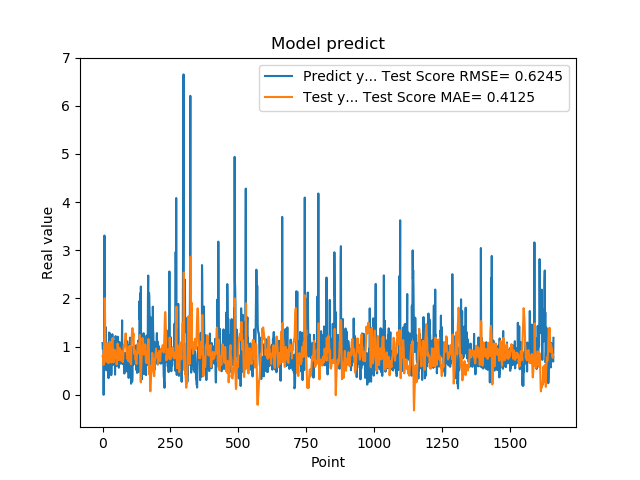 Model predict
Predict y... Test Score RMSE= 0.6245
Test y... Test Score MAE= 0.4125
Real value
7
6
5
4
3
2
1
0
0 250 500 750 1000 1250 1500
Point